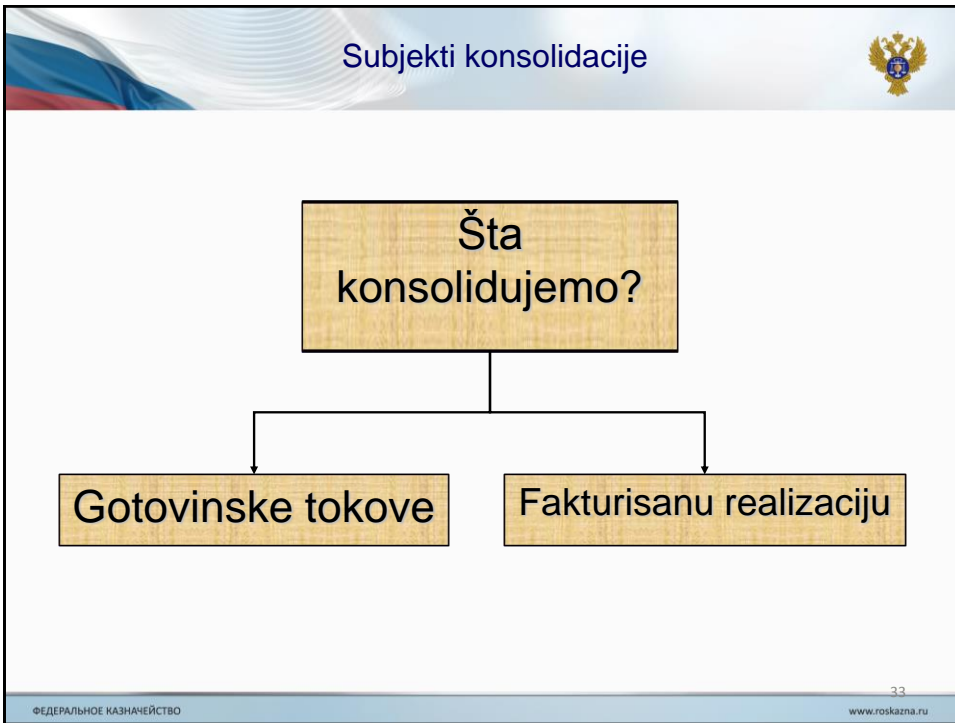 Subjekti konsolidacije
Šta
konsolidujemo?
Gotovinske tokove
Fakturisanu realizaciju
33
ФЕДЕРАЛЬНОЕ КАЗНАЧЕЙСТВО
www.roskazna.ru